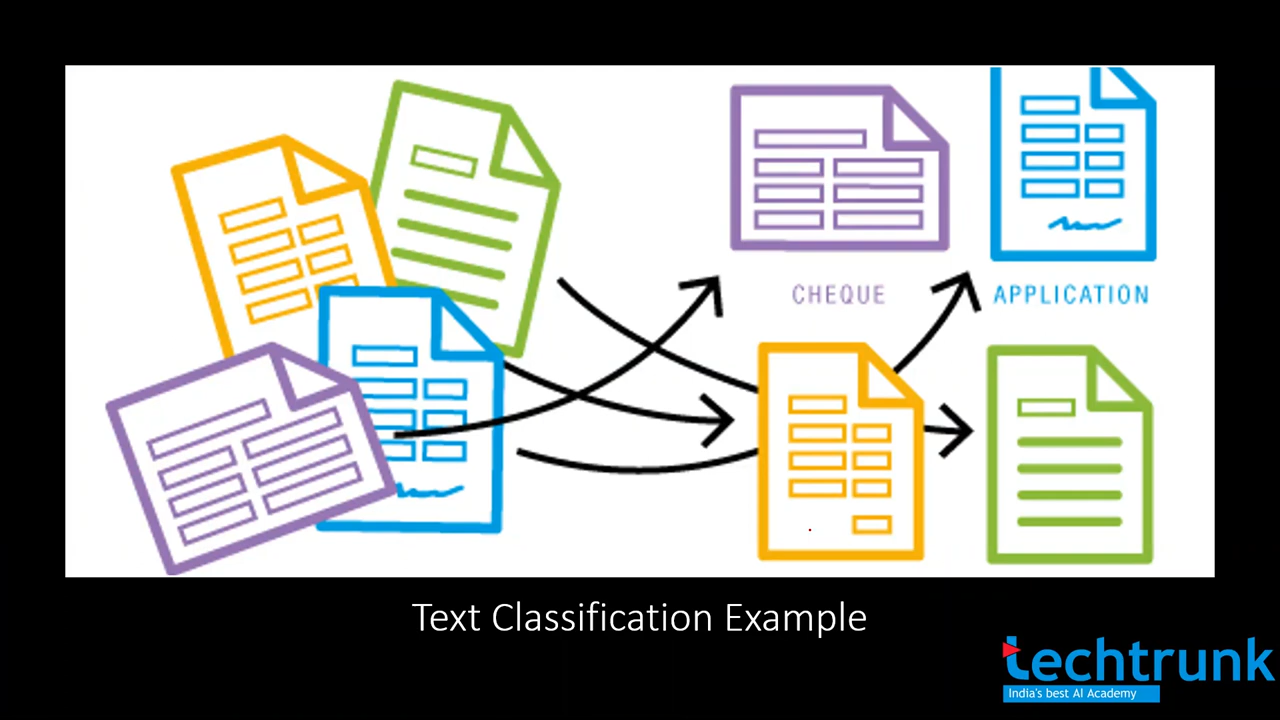 CHEQUE
APPLICATION
Text Classification Example
techtrunk
India's best AI Academy